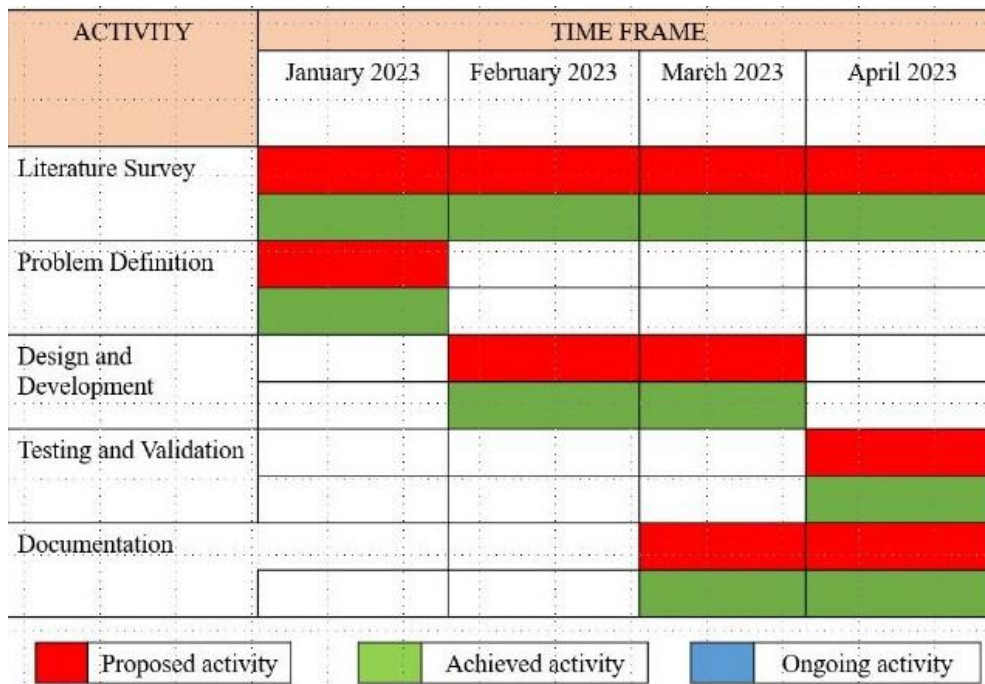 ACTIVITY
TIME FRAME
January 2023
February 2023
March 2023
April 2023
Literature Survey
Problem Definition
Design and
Development
Testing and Validation
Documentation
Proposed activity
Achieved activity
Ongoing activity